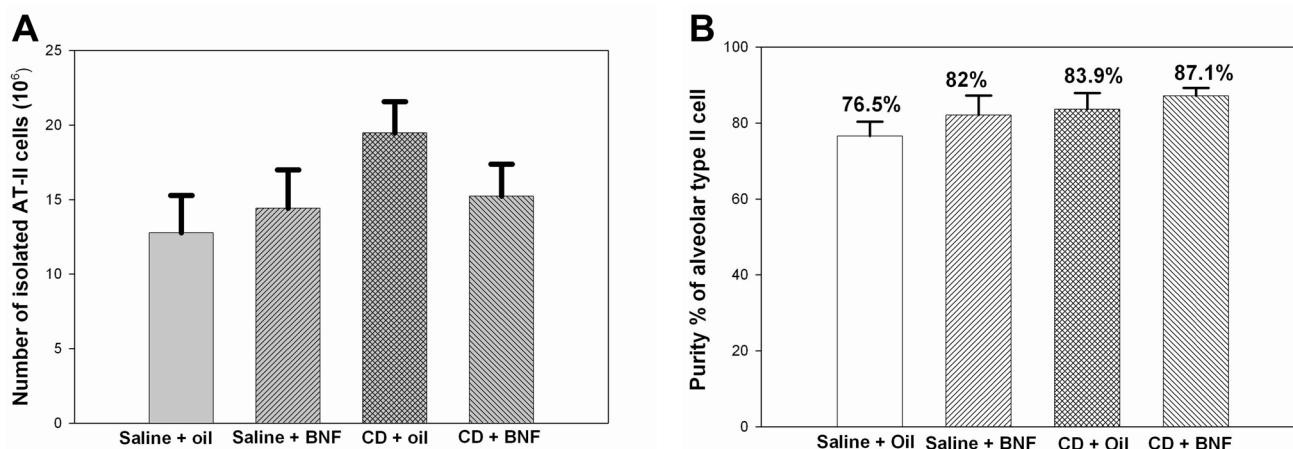 A
Number of isolated AT-II cells (10⁶)
25
20
15
10
5
0
Saline + oil
Saline + BNF
CD + oil
CD + BNF
B
Purity % of alveolar type II cell
100
80
60
40
20
0
76.5%
82%
83.9%
87.1%
Saline + Oil
Saline + BNF
CD + Oil
CD + BNF